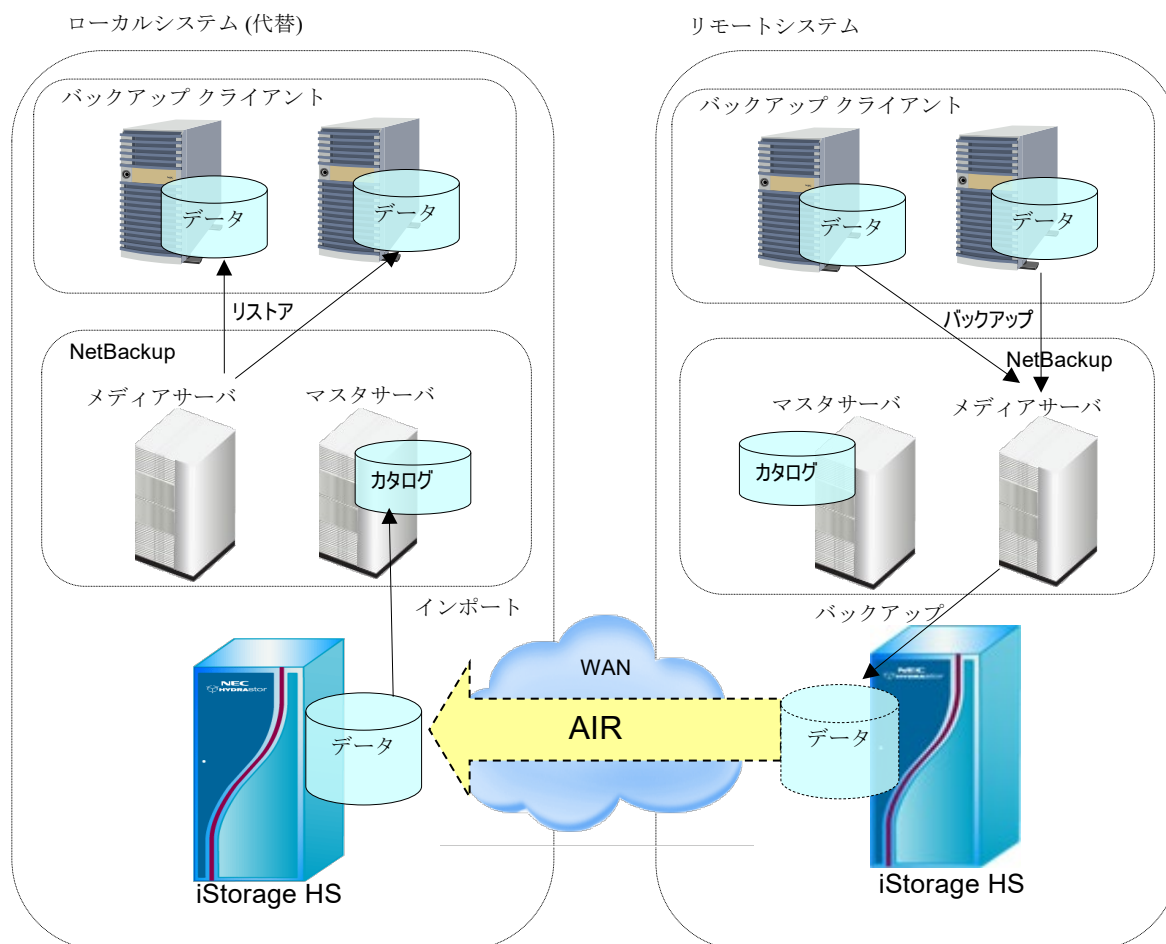 ローカルシステム (代替)
バックアップ クライアント
データ
データ
リストア
NetBackup
メディアサーバ
マスタサーバ
カタログ
インポート
NEC
HYDRAstor
データ
iStorage HS
WAN
AIR
リモートシステム
バックアップ クライアント
データ
データ
バックアップ
NetBackup
マスタサーバ
メディアサーバ
カタログ
バックアップ
データ
NEC
HYDRAstor
iStorage HS